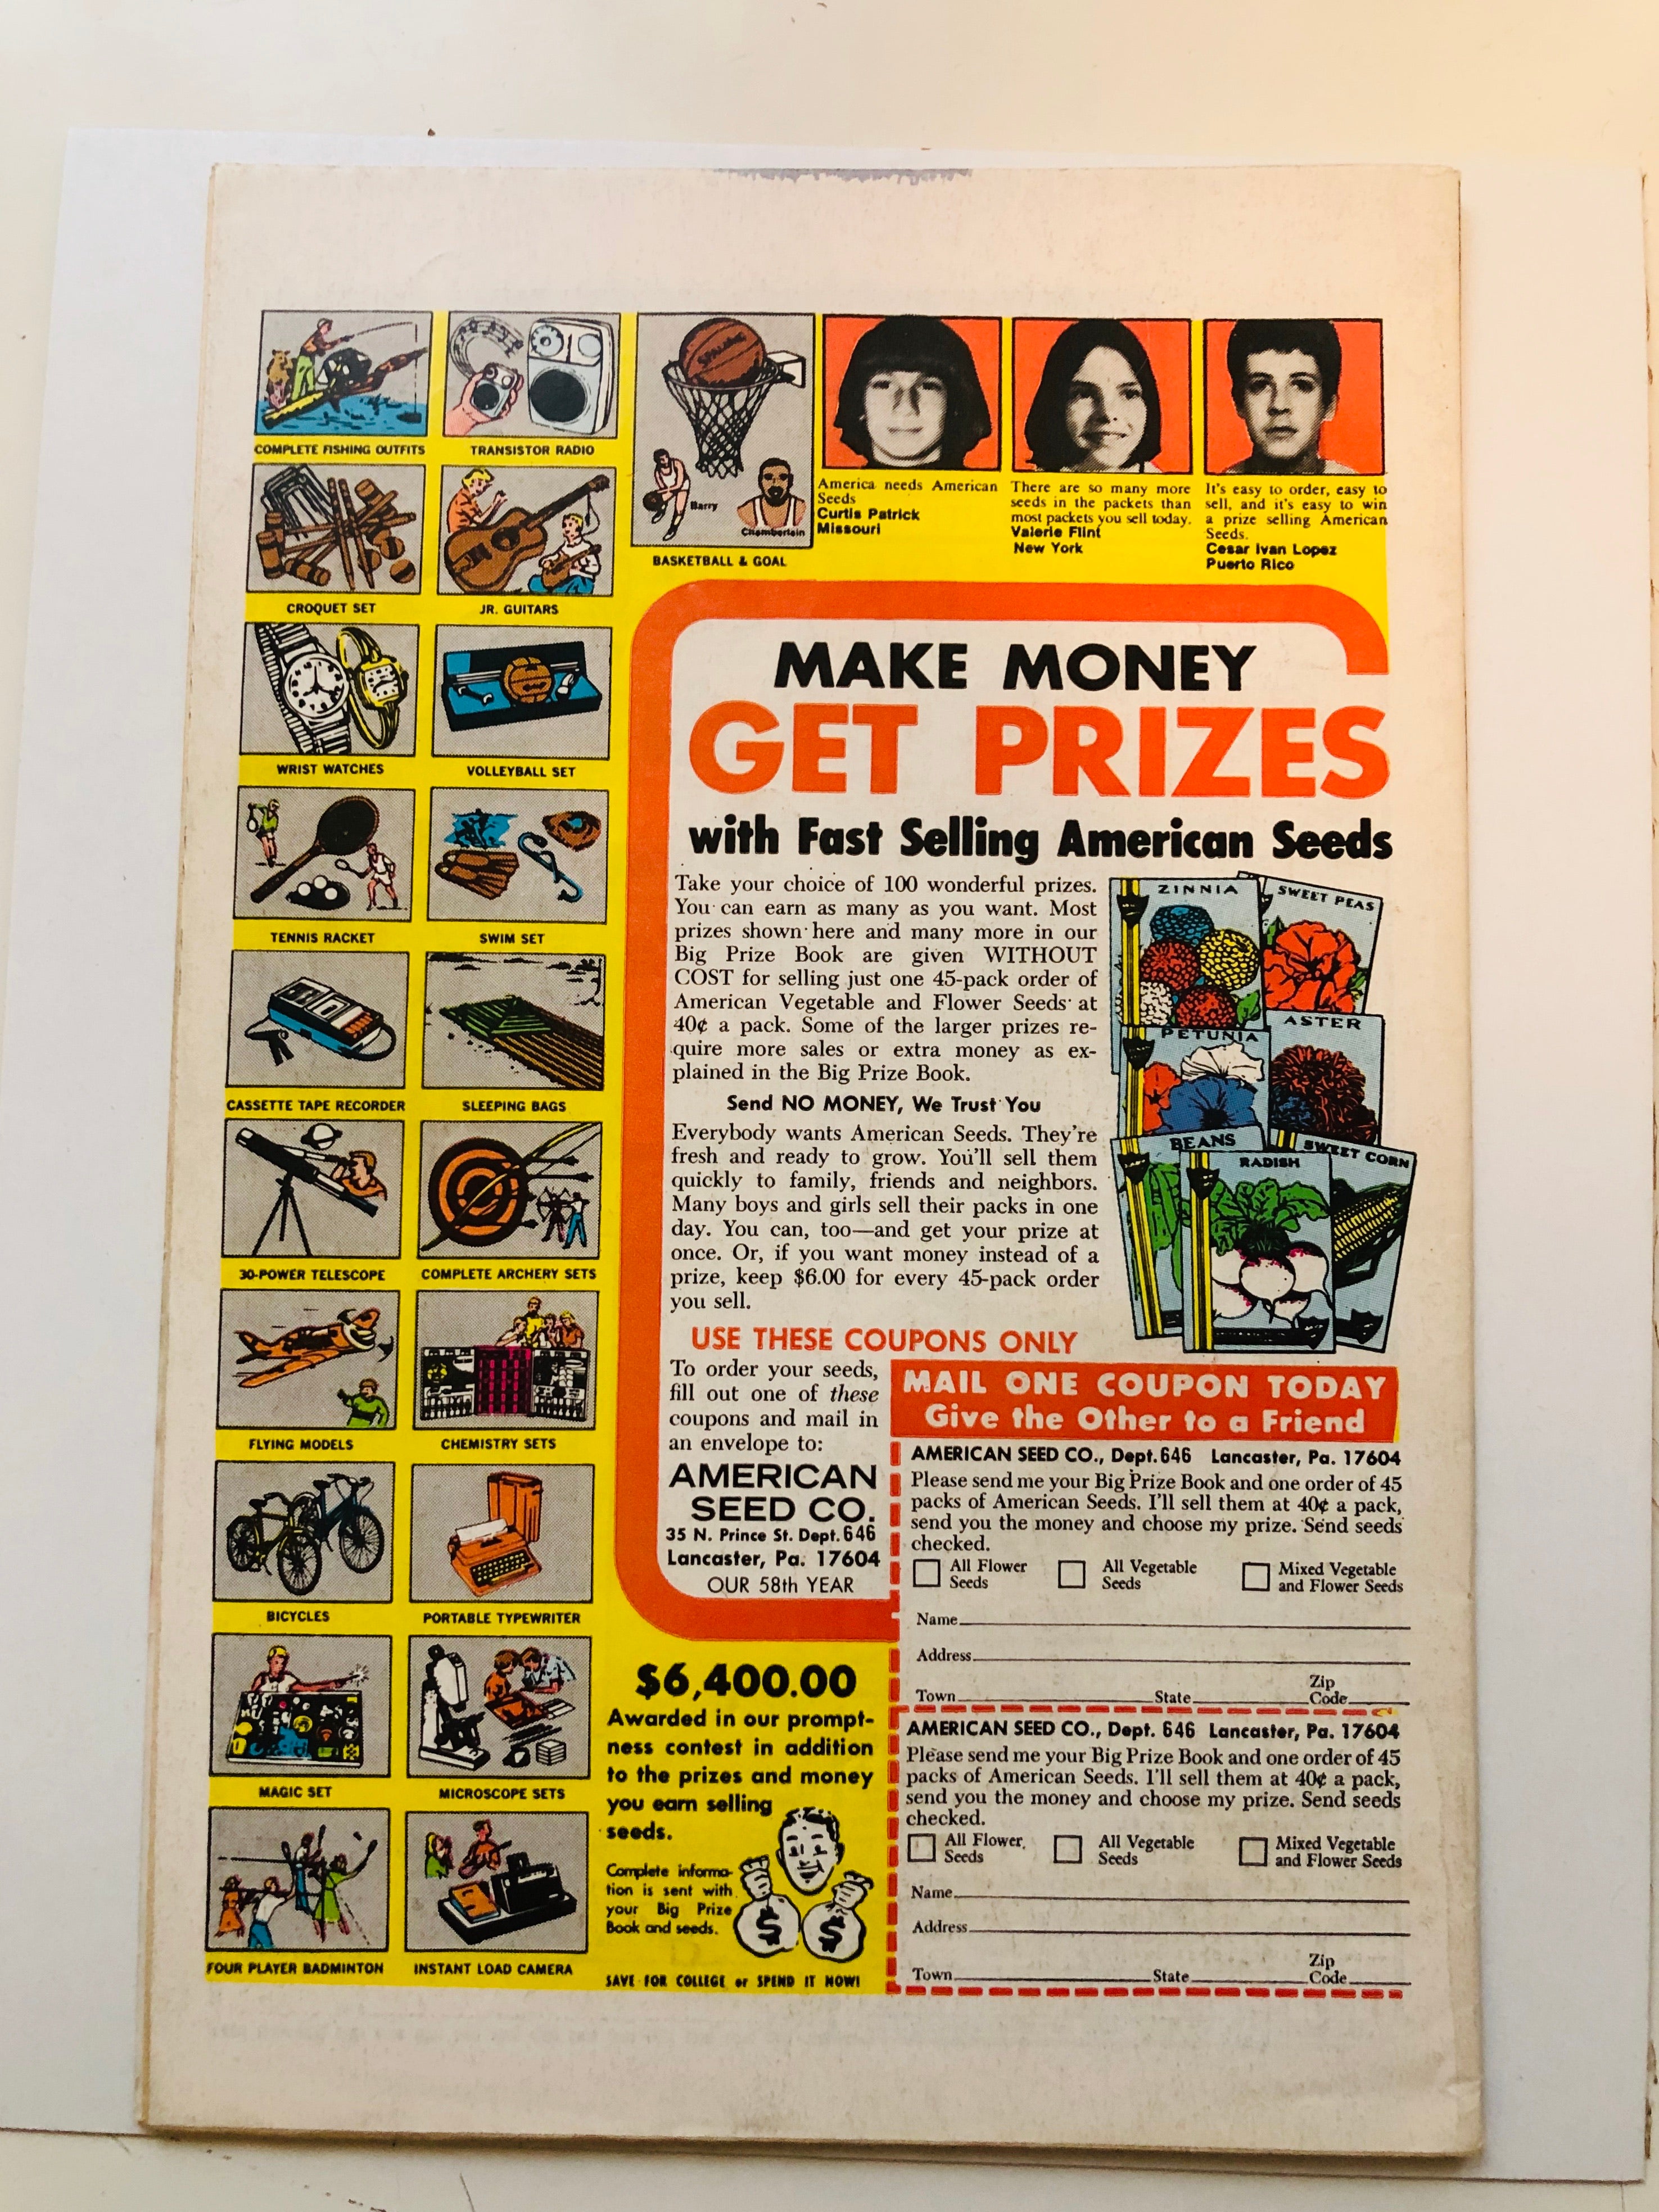 COMPLETE FISHING OUTFITS
TRANSISTOR RADIO
CROQUET SET
JR. GUITARS
WRIST WATCHES
VOLLEYBALL SET
TENNIS RACKET
SWIM SET
CASSETTE TAPE RECORDER
SLEEPING BAGS
30-POWER TELESCOPE
COMPLETE ARCHERY SETS
FLYING MODELS
CHEMISTRY SETS
BICYCLES
PORTABLE TYPEWRITER
MAGIC SET
MICROSCOPE SETS
FOUR PLAYER BADMINTON
INSTANT LOAD CAMERA
SPALDING
Barry
Chamberlain
BASKETBALL & GOAL
America needs American
Seeds
Curtis Patrick
Missouri
There are so many more
seeds in the packets than
most packets you sell today.
Valerie Flint
New York
It's easy to order, easy to
sell, and it's easy to win
a prize selling American
Seeds.
Cesar Ivan Lopez
Puerto Rico
MAKE MONEY
GET PRIZES
with Fast Selling American Seeds
Take your choice of 100 wonderful prizes.
You can earn as many as you want. Most
prizes shown here and many more in our
Big Prize Book are given WITHOUT
COST for selling just one 45-pack order of
American Vegetable and Flower Seeds at
40¢ a pack. Some of the larger prizes re-
quire more sales or extra money as ex-
plained in the Big Prize Book.
Send NO MONEY, We Trust You
Everybody wants American Seeds. They're
fresh and ready to grow. You'll sell them
quickly to family, friends and neighbors.
Many boys and girls sell their packs in one
day. You can, too—and get your prize at
once. Or, if you want money instead of a
prize, keep $6.00 for every 45-pack order
you sell.
ZINNIA
SWEET PEAS
PETUNIA
ASTER
BEANS
RADISH
SWEET CORN
USE THESE COUPONS ONLY
To order your seeds,
fill out one of these
coupons and mail in
an envelope to:
AMERICAN
SEED CO.
35 N. Prince St. Dept. 646
Lancaster, Pa. 17604
OUR 58th YEAR
MAIL ONE COUPON TODAY
Give the Other to a Friend
AMERICAN SEED CO., Dept. 646 Lancaster, Pa. 17604
Please send me your Big Prize Book and one order of 45
packs of American Seeds. I'll sell them at 40¢ a pack,
send you the money and choose my prize. Send seeds
checked.
All Flower
Seeds
All Vegetable
Seeds
Mixed Vegetable
and Flower Seeds
Name
Address
Town State Zip Code
AMERICAN SEED CO., Dept. 646 Lancaster, Pa. 17604
Please send me your Big Prize Book and one order of 45
packs of American Seeds. I'll sell them at 40¢ a pack,
send you the money and choose my prize. Send seeds
checked.
All Flower
Seeds
All Vegetable
Seeds
Mixed Vegetable
and Flower Seeds
Name
Address
Town State Zip Code
$6,400.00
Awarded in our prompt-
ness contest in addition
to the prizes and money
you earn selling
seeds.
Complete informa-
tion is sent with
your Big Prize
Book and seeds.
$ $
SAVE FOR COLLEGE or SPEND IT NOW!